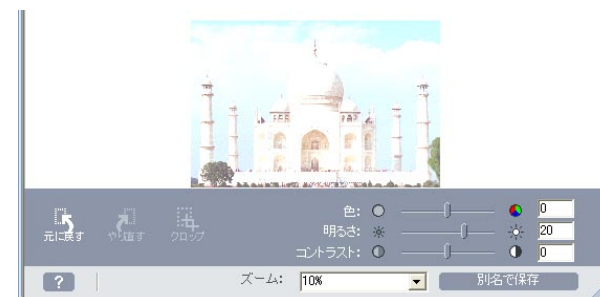 色: 0
元に戻す やり直す クロップ 明るさ: 20
コントラスト: 0
? ズーム: 10% 別名で保存